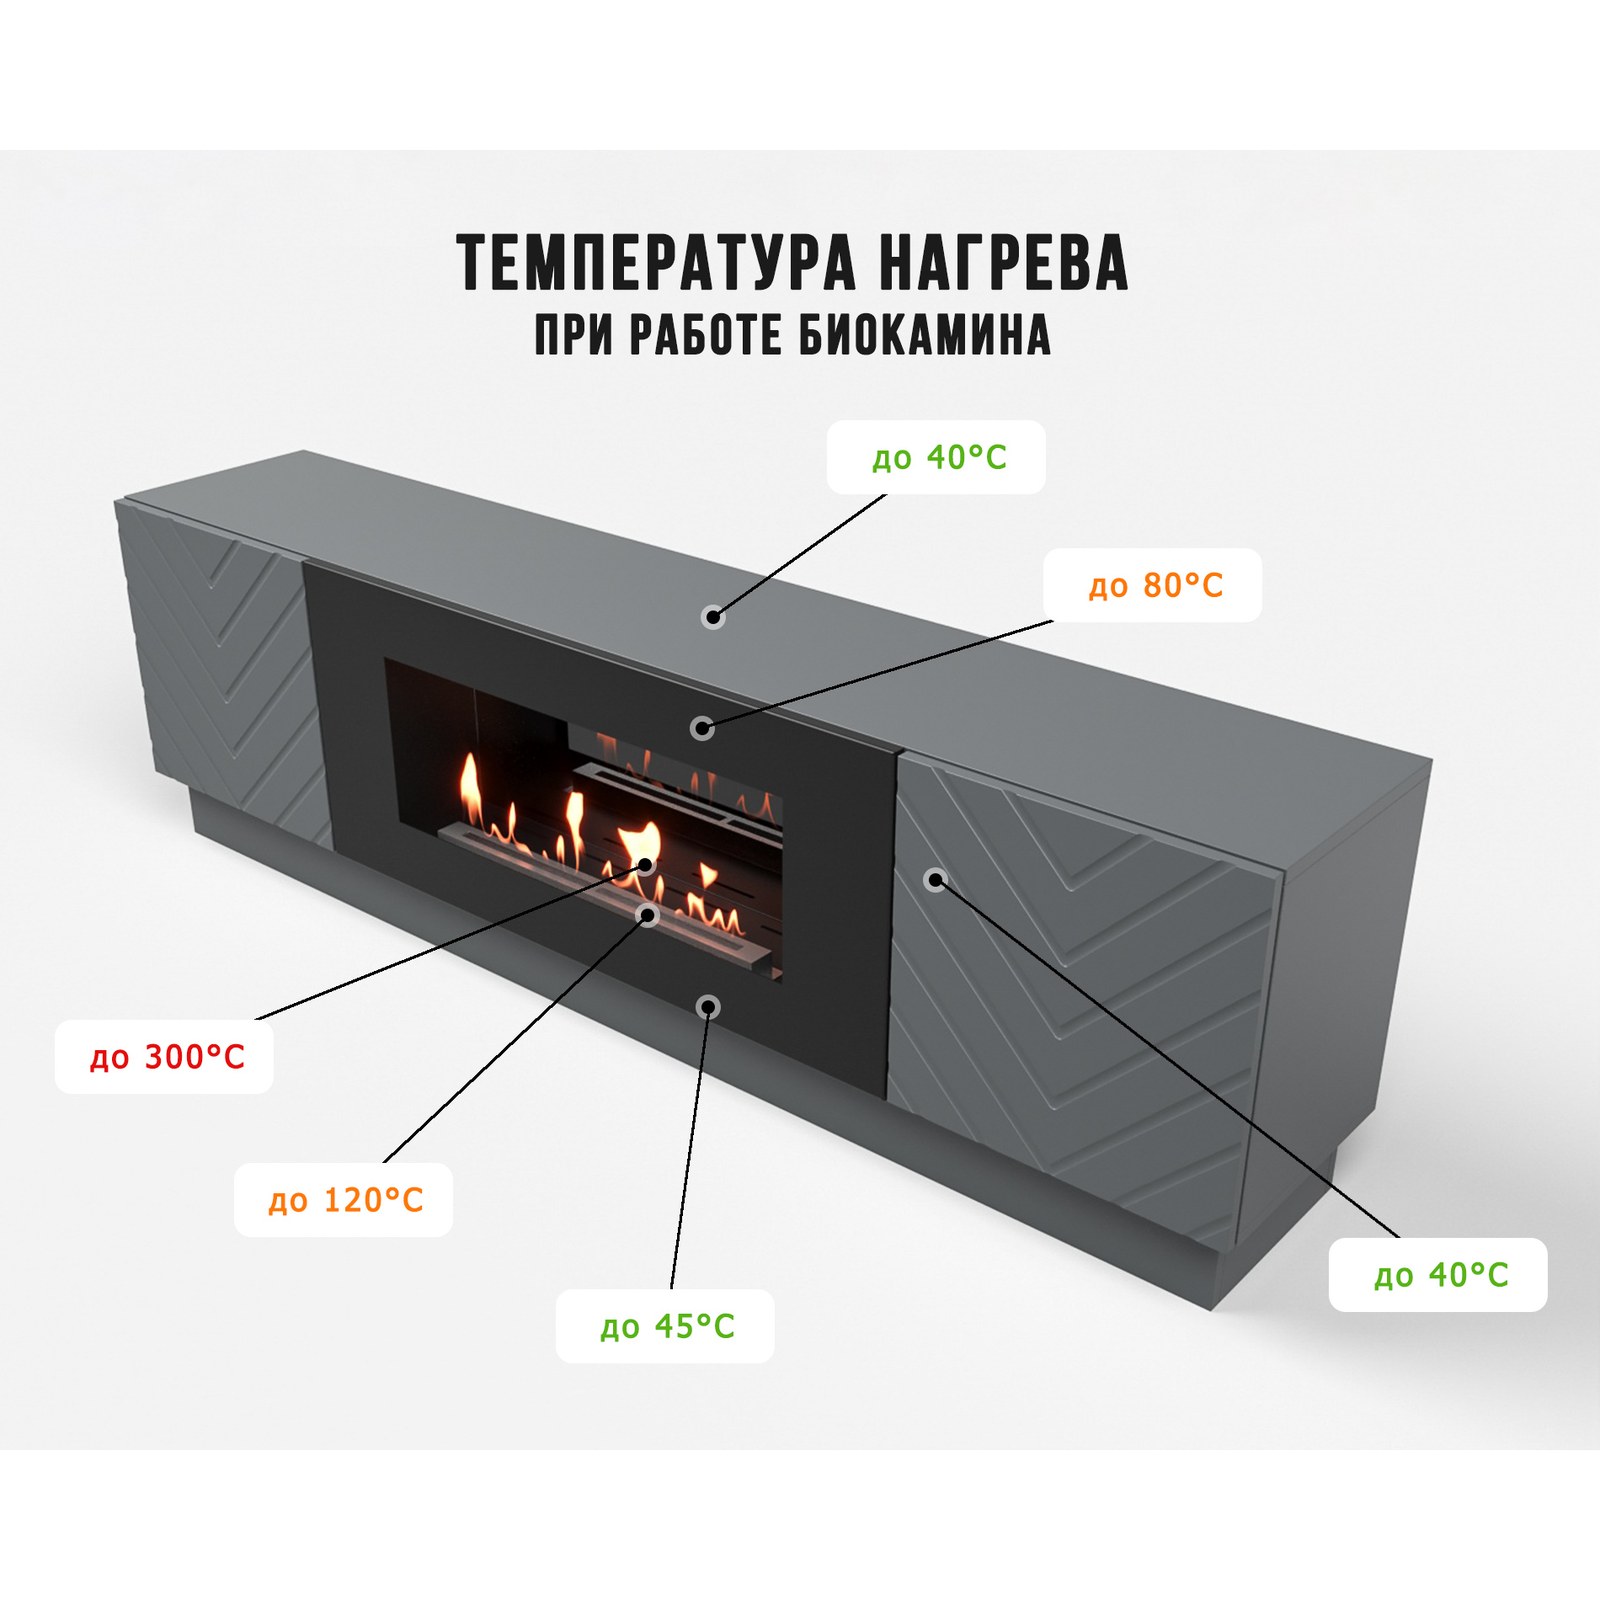 ТЕМПЕРАТУРА НАГРЕВА
ПРИ РАБОТЕ БИОКАМИНА
до 40°C
до 80°C
до 300°C
до 120°C
до 45°C
до 40°C